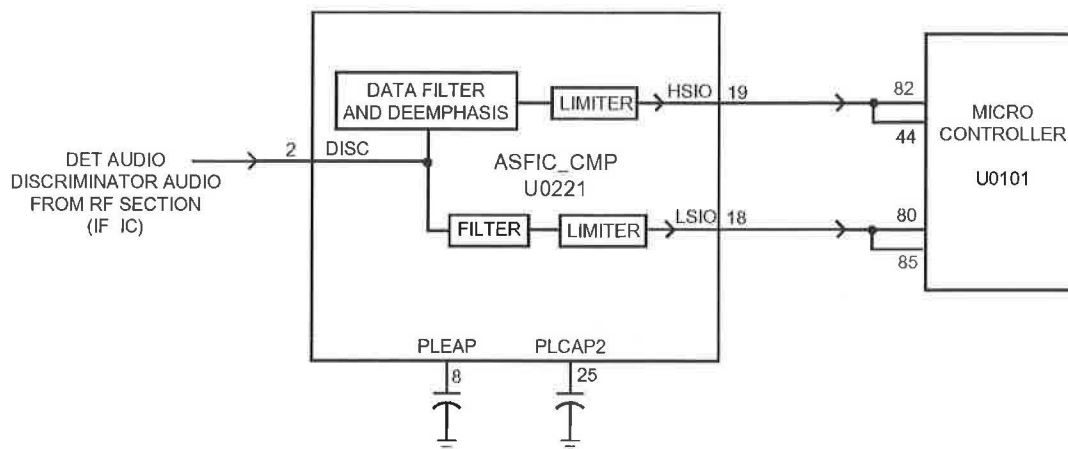 DATA FILTER
AND DEEMPHASIS
LIMITER
HSIO
19
82
44
MICRO
CONTROLLER
U0101
DET AUDIO
DISCRIMINATOR AUDIO
FROM RF SECTION
(IF IC)
2
DISC
ASFIC_CMP
U0221
FILTER
LIMITER
LSIO
18
80
85
PLEAP
PLCAP2
8
25